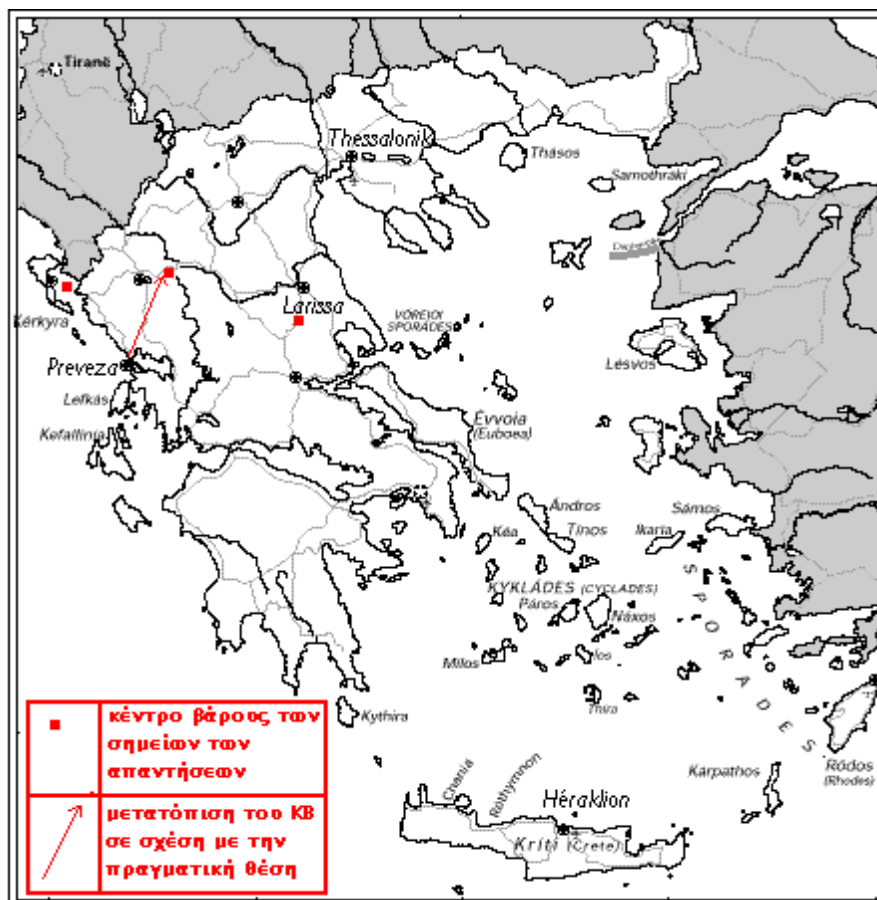 Tiranë
Thessalonik
Thásos
Samothráki
Larissa
Kérkyra
VÓREIOI
SPORÁDES
Preveza
Lésvos
Lefkás
Kefallinía
Évvoia
(Euboea)
Ándros
Sámos
Kéa
Tínos
Ikaria
KYKLÁDES (CYCLADES)
Páros
Náxos
Mílos
Ios
Thíra
Kythira
SPORADES
Ródos
(Rhodes)
Kárpathos
Chania
Réthymnon
Héraklion
Kríti (Crete)
κέντρο βάρους των
σημείων των
απαντήσεων
μετατόπιση του ΚΒ
σε σχέση με την
πραγματική θέση